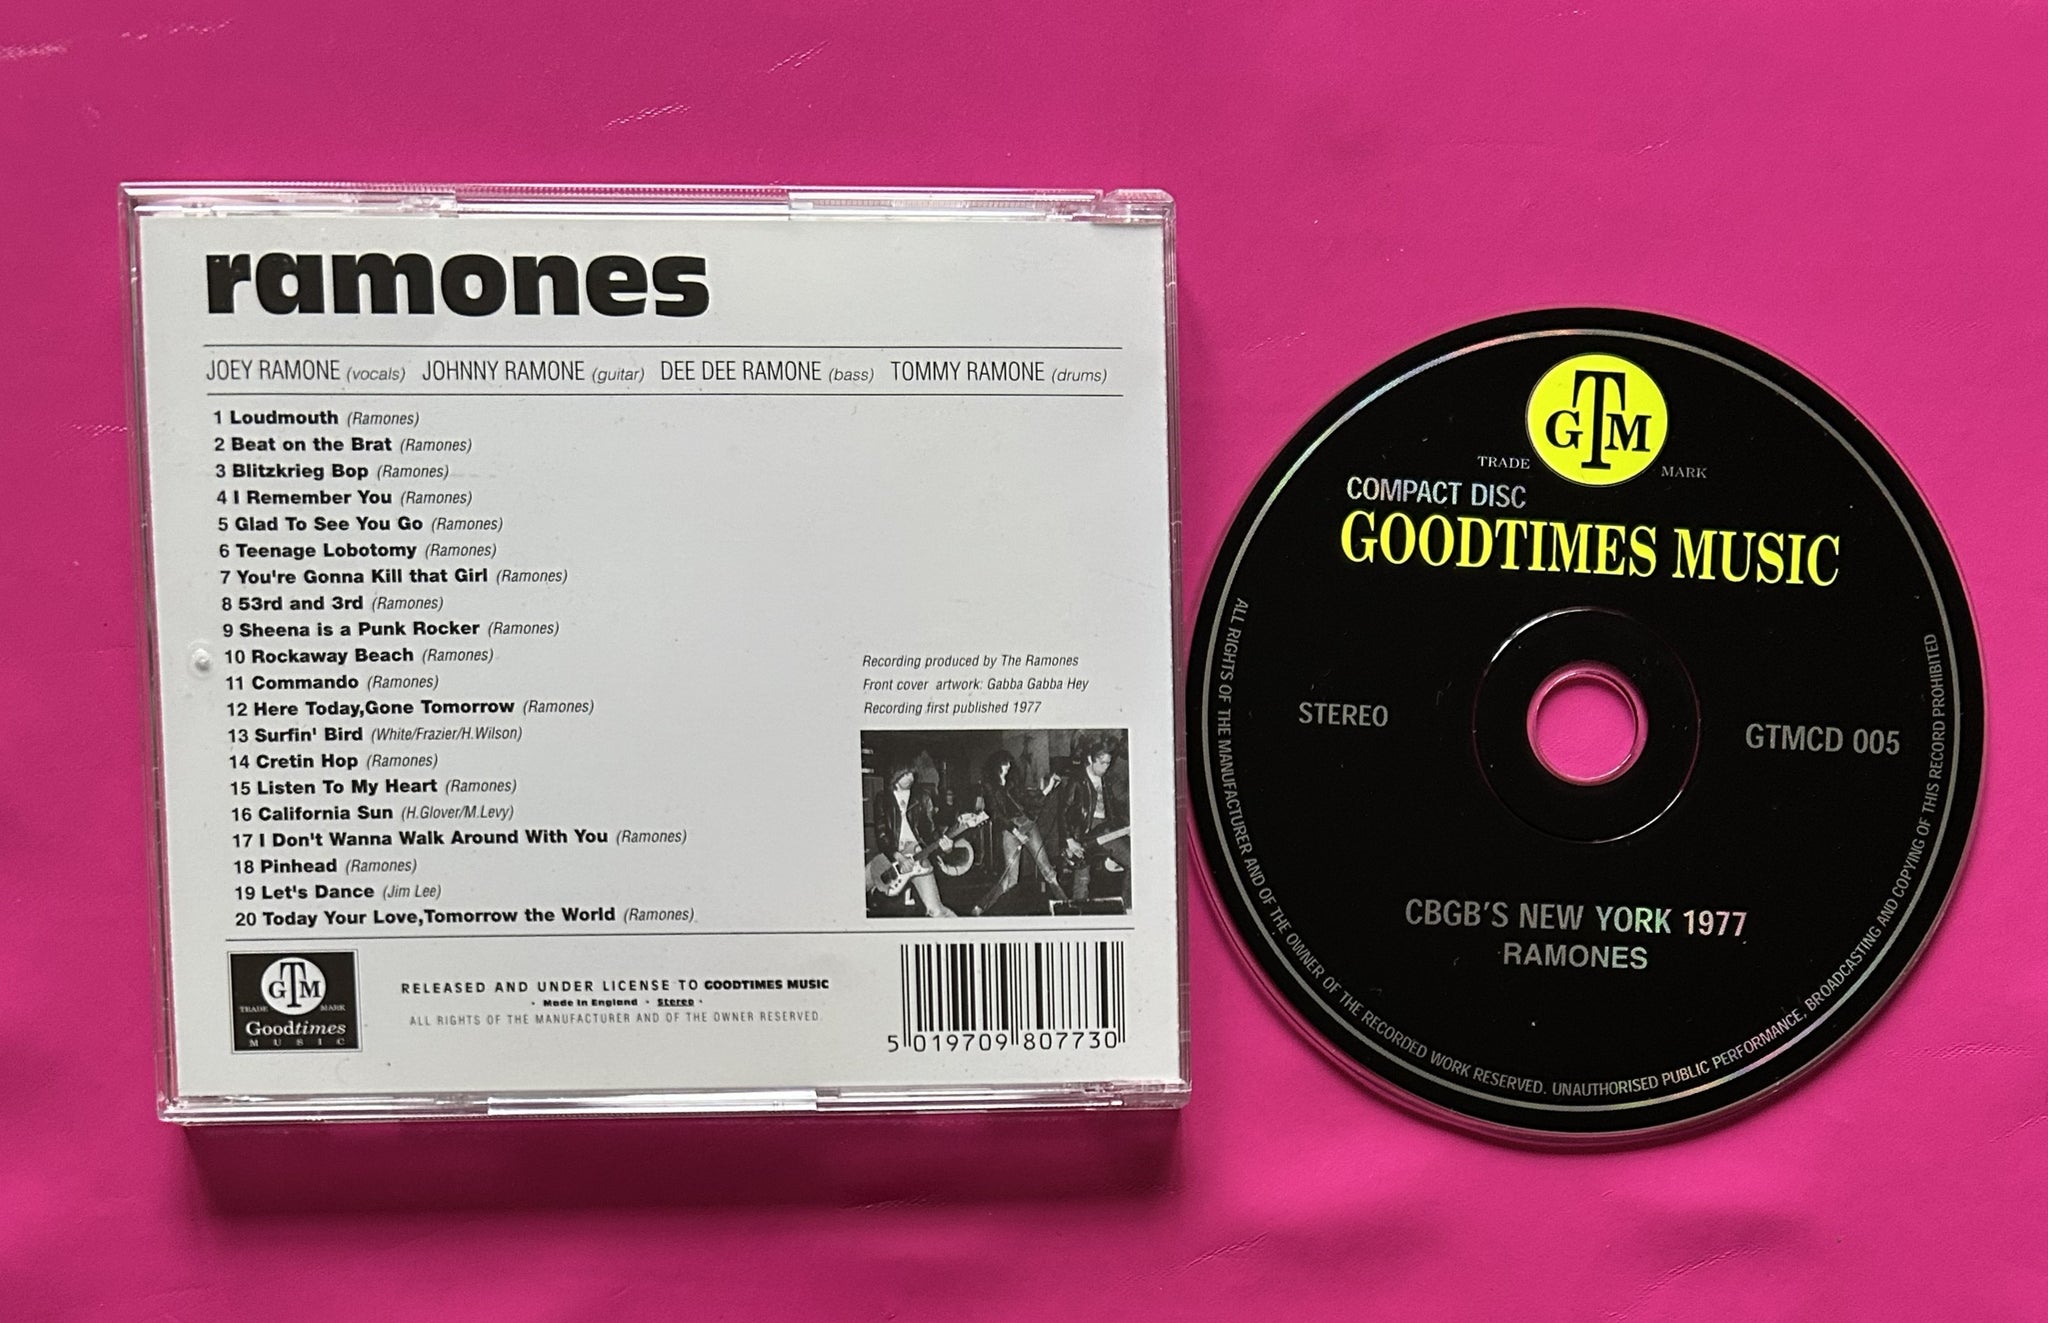 ramones
JOEY RAMONE (vocals) JOHNNY RAMONE (guitar) DEE DEE RAMONE (bass) TOMMY RAMONE (drums)
1 Loudmouth (Ramones)
2 Beat on the Brat (Ramones)
3 Blitzkrieg Bop (Ramones)
4 I Remember You (Ramones)
5 Glad To See You Go (Ramones)
6 Teenage Lobotomy (Ramones)
7 You're Gonna Kill that Girl (Ramones)
8 53rd and 3rd (Ramones)
9 Sheena is a Punk Rocker (Ramones)
10 Rockaway Beach (Ramones)
11 Commando (Ramones)
12 Here Today,Gone Tomorrow (Ramones)
13 Surfin' Bird (White/Frazier/H.Wilson)
14 Cretin Hop (Ramones)
15 Listen To My Heart (Ramones)
16 California Sun (H.Glover/M.Levy)
17 I Don't Wanna Walk Around With You (Ramones)
18 Pinhead (Ramones)
19 Let's Dance (Jim Lee)
20 Today Your Love,Tomorrow the World (Ramones)
Recording produced by The Ramones
Front cover artwork: Gabba Gabba Hey
Recording first published 1977
GTM
TRADE MARK
Goodtimes
MUSIC
RELEASED AND UNDER LICENSE TO GOODTIMES MUSIC
· Made in England · Stereo ·
ALL RIGHTS OF THE MANUFACTURER AND OF THE OWNER RESERVED.
5 019709 807730
GTM
TRADE MARK
COMPACT DISC
GOODTIMES MUSIC
STEREO
GTMCD 005
CBGB'S NEW YORK 1977
RAMONES
ALL RIGHTS OF THE MANUFACTURER AND OF THE OWNER OF THE RECORDED WORK RESERVED. UNAUTHORISED PUBLIC PERFORMANCE, BROADCASTING AND COPYING OF THIS RECORD PROHIBITED